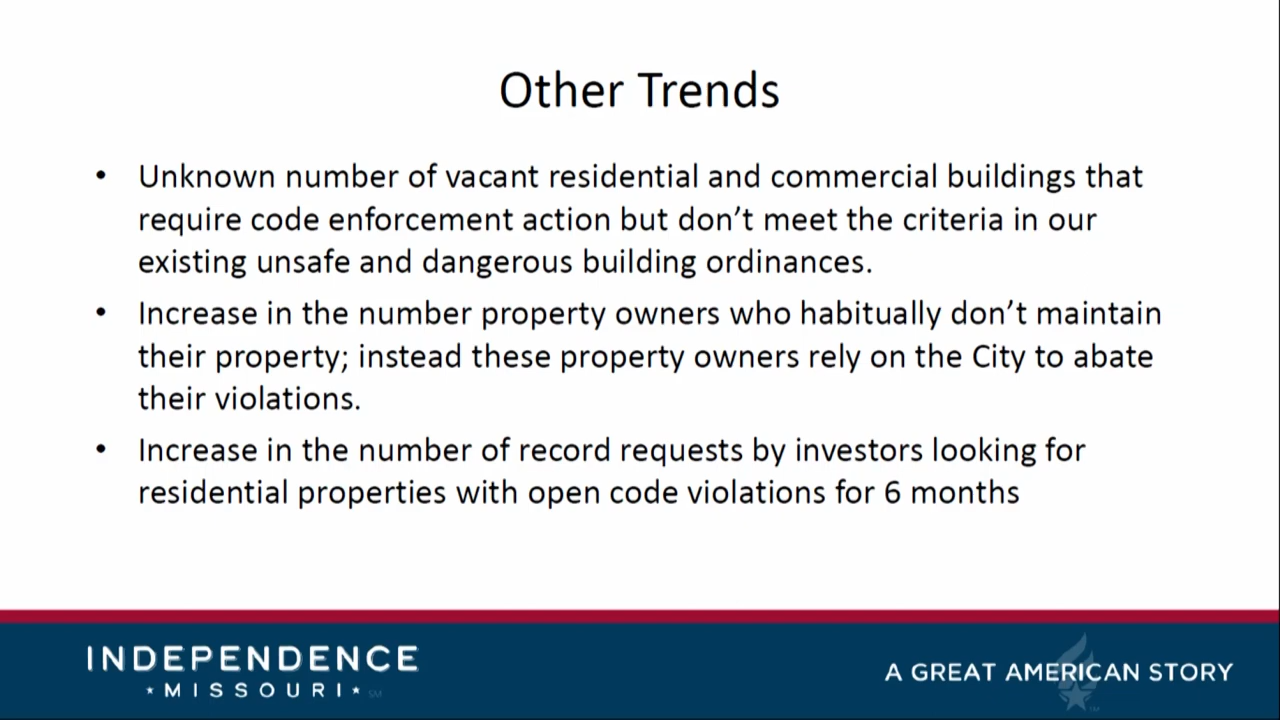 Other Trends
• Unknown number of vacant residential and commercial buildings that
require code enforcement action but don’t meet the criteria in our
existing unsafe and dangerous building ordinances.
• Increase in the number property owners who habitually don’t maintain
their property; instead these property owners rely on the City to abate
their violations.
• Increase in the number of record requests by investors looking for
residential properties with open code violations for 6 months
INDEPENDENCE
★ MISSOURI ★ SM
A GREAT AMERICAN STORY